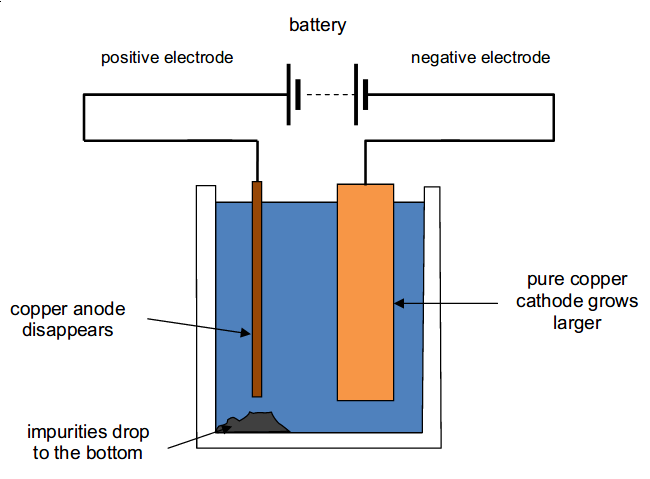 battery
positive electrode
negative electrode
copper anode
disappears
pure copper
cathode grows
larger
impurities drop
to the bottom